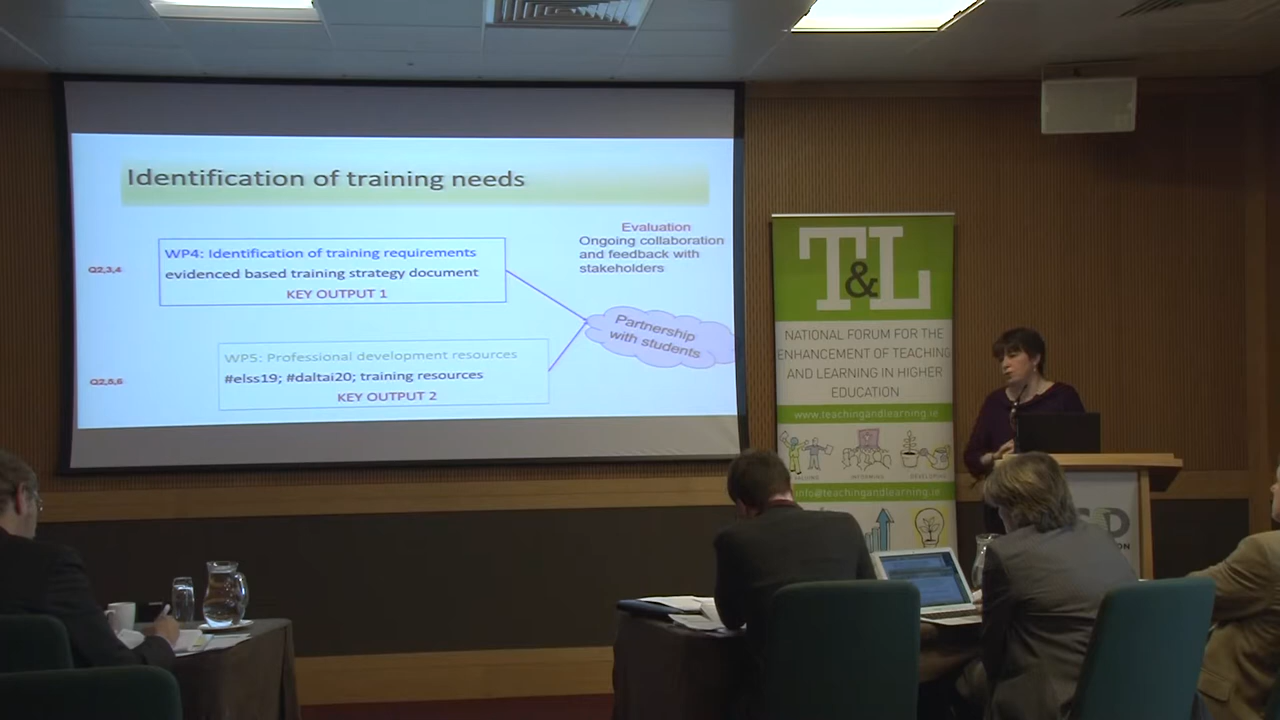 Identification of training needs
Evaluation
Ongoing collaboration
and feedback with
stakeholders
Q2,3,4
WP4: Identification of training requirements
evidenced based training strategy document
KEY OUTPUT 1
Partnership
with students
Q2,5,6
WP5: Professional development resources
#elss19; #daltai20; training resources
KEY OUTPUT 2
T&L
NATIONAL FORUM FOR THE
ENHANCEMENT OF TEACHING
AND LEARNING IN HIGHER
EDUCATION
www.teachingandlearning.ie
INFORMING
DEVELOPING
info@teachingandlearning.ie